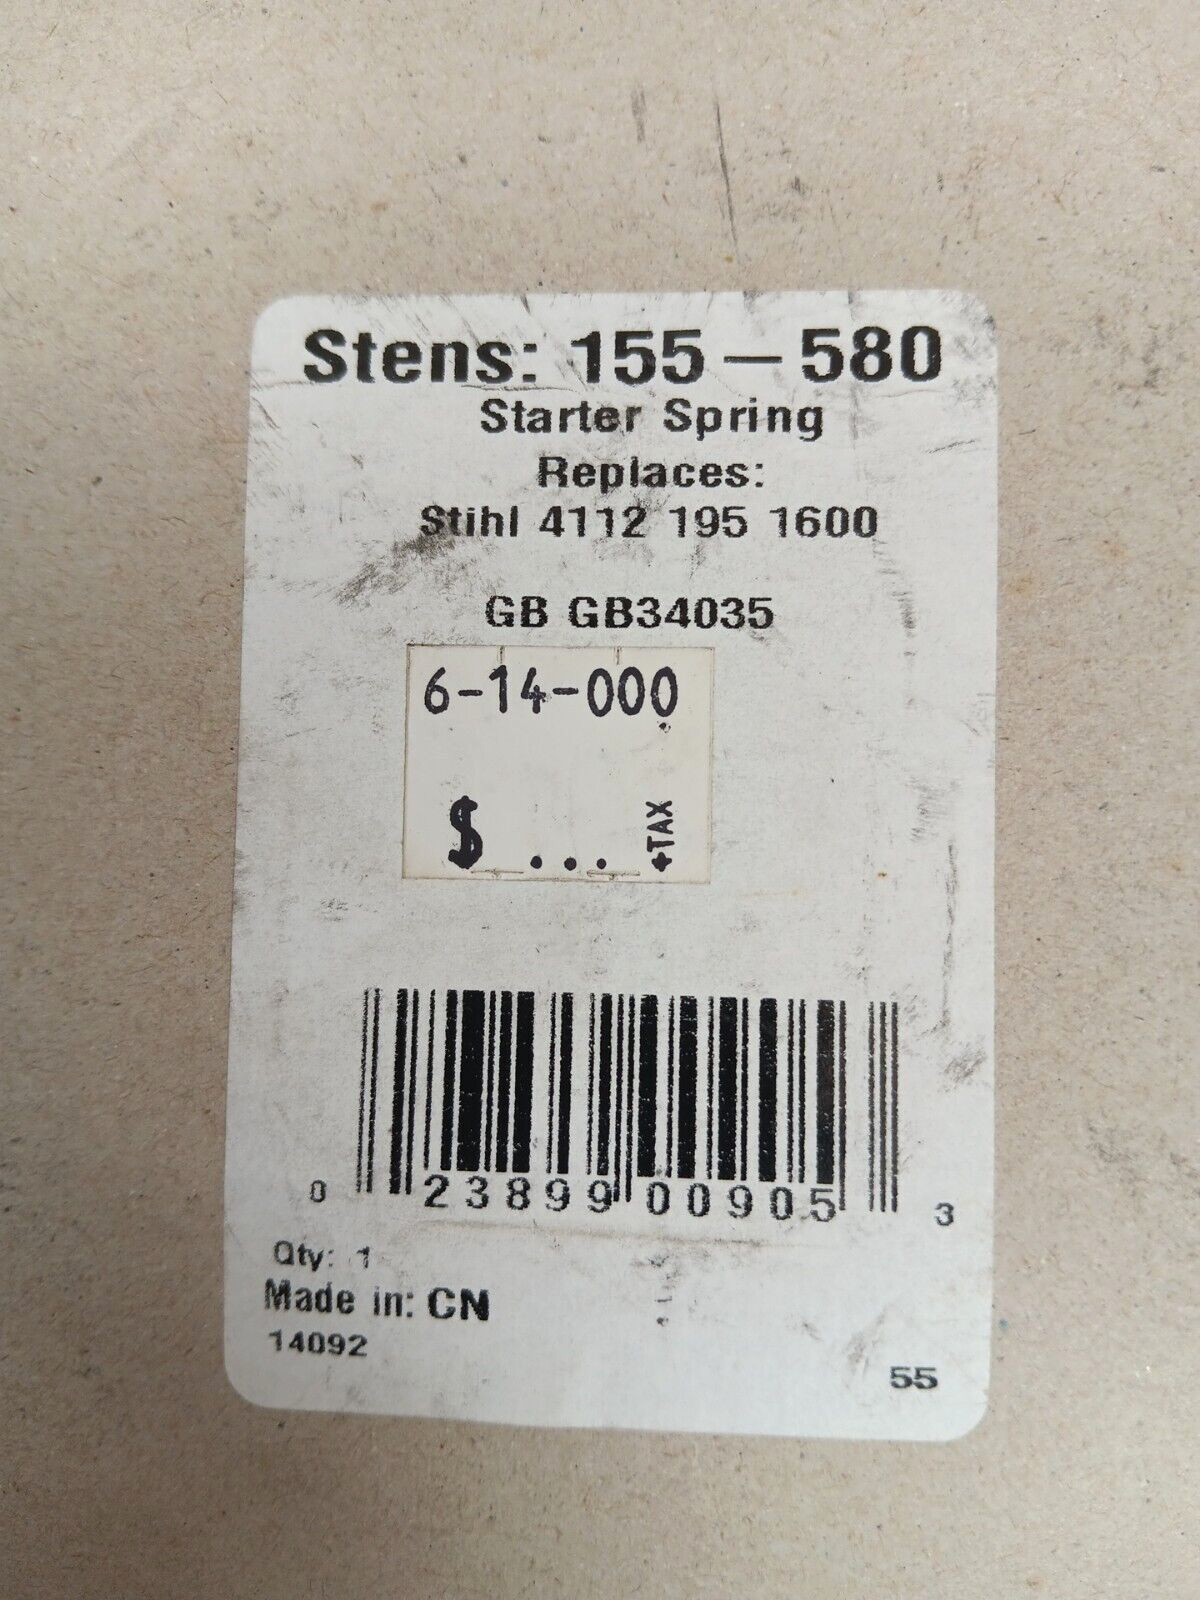 Stens: 155-580
Starter Spring
Replaces:
Stihl 4112 195 1600
GB GB34035
6-14-000
$ ... +TAX
0 23899 00905 3
Qty: 1
Made in: CN
14092
55